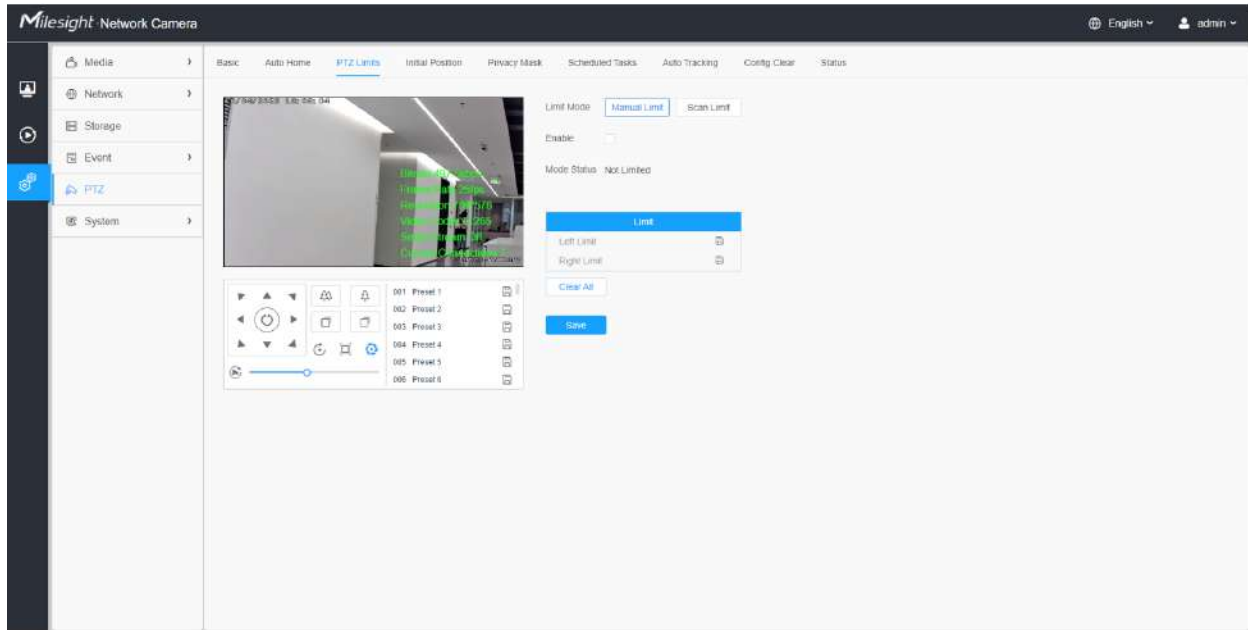 Milesight Network Camera
English
admin
Media
Network
Storage
Event
PTZ
System
Basic
Auto Home
PTZ Limits
Initial Position
Privacy Mask
Scheduled Tasks
Auto Tracking
Config Clear
Status
Limit Mode
Manual Limit
Scan Limit
Enable
Mode Status
Not Limited
Limit
Left Limit
Right Limit
Clear All
Save
001 Preset 1
002 Preset 2
003 Preset 3
004 Preset 4
005 Preset 5
006 Preset 6